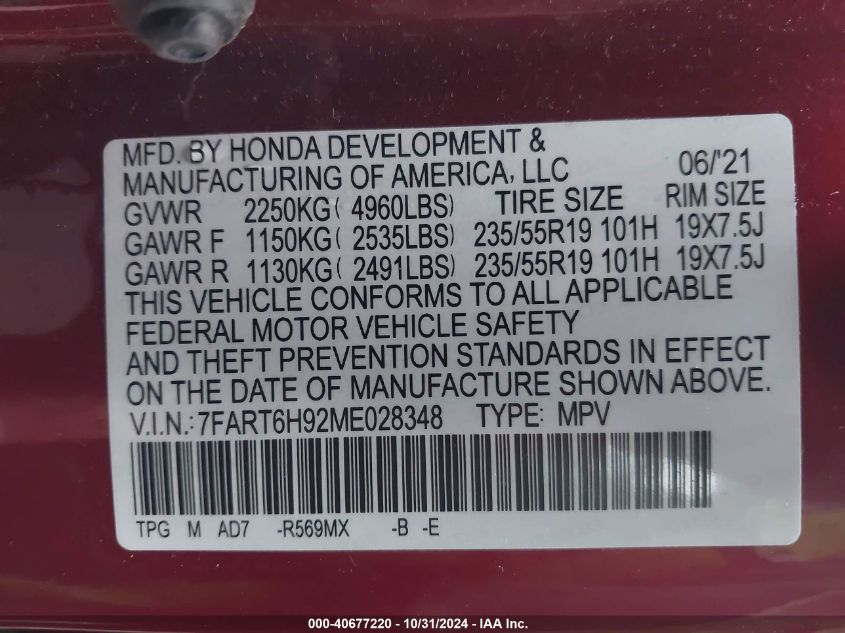 MFD. BY HONDA DEVELOPMENT &
MANUFACTURING OF AMERICA, LLC 06/'21
GVWR 2250KG( 4960LBS) TIRE SIZE RIM SIZE
GAWR F 1150KG( 2535LBS) 235/55R19 101H 19X7.5J
GAWR R 1130KG( 2491LBS) 235/55R19 101H 19X7.5J
THIS VEHICLE CONFORMS TO ALL APPLICABLE
FEDERAL MOTOR VEHICLE SAFETY
AND THEFT PREVENTION STANDARDS IN EFFECT
ON THE DATE OF MANUFACTURE SHOWN ABOVE.
V.I.N.:7FART6H92ME028348 TYPE: MPV
TPG M AD7 -R569MX -B -E
000-40677220 - 10/31/2024 - IAA Inc.